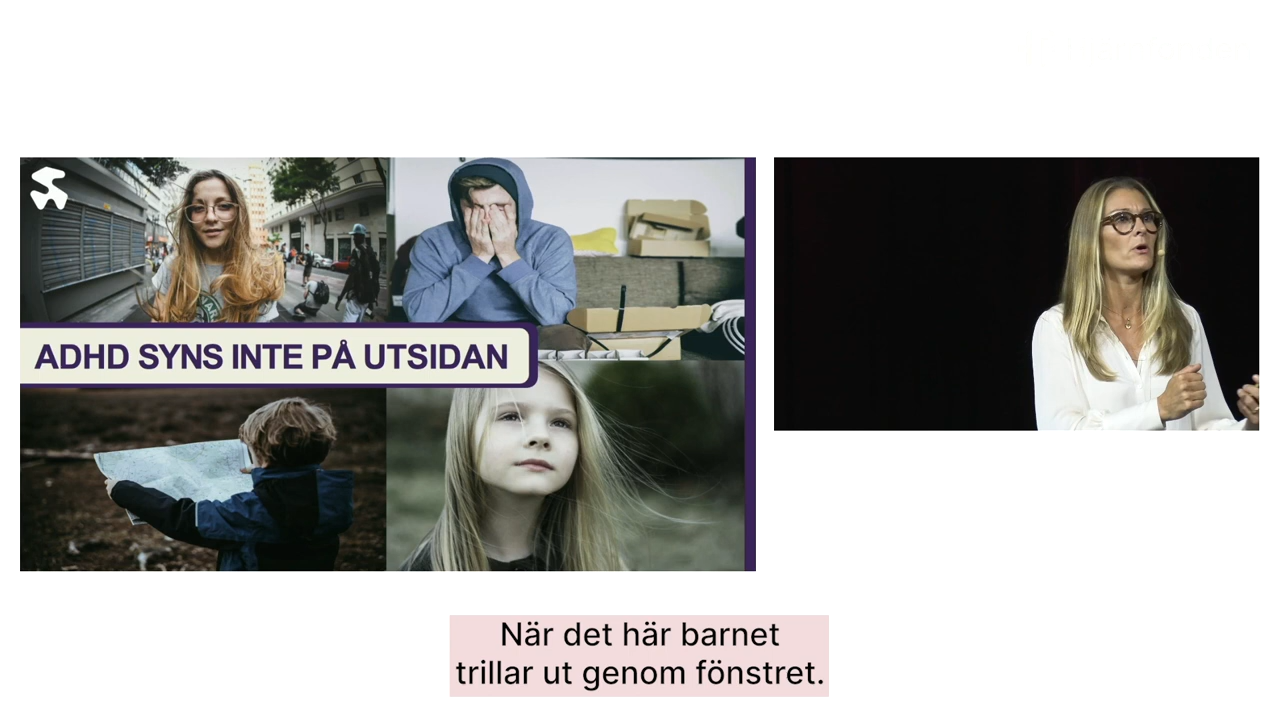 ADHD SYNS INTE PÅ UTSIDAN
När det här barnet
trillar ut genom fönstret.